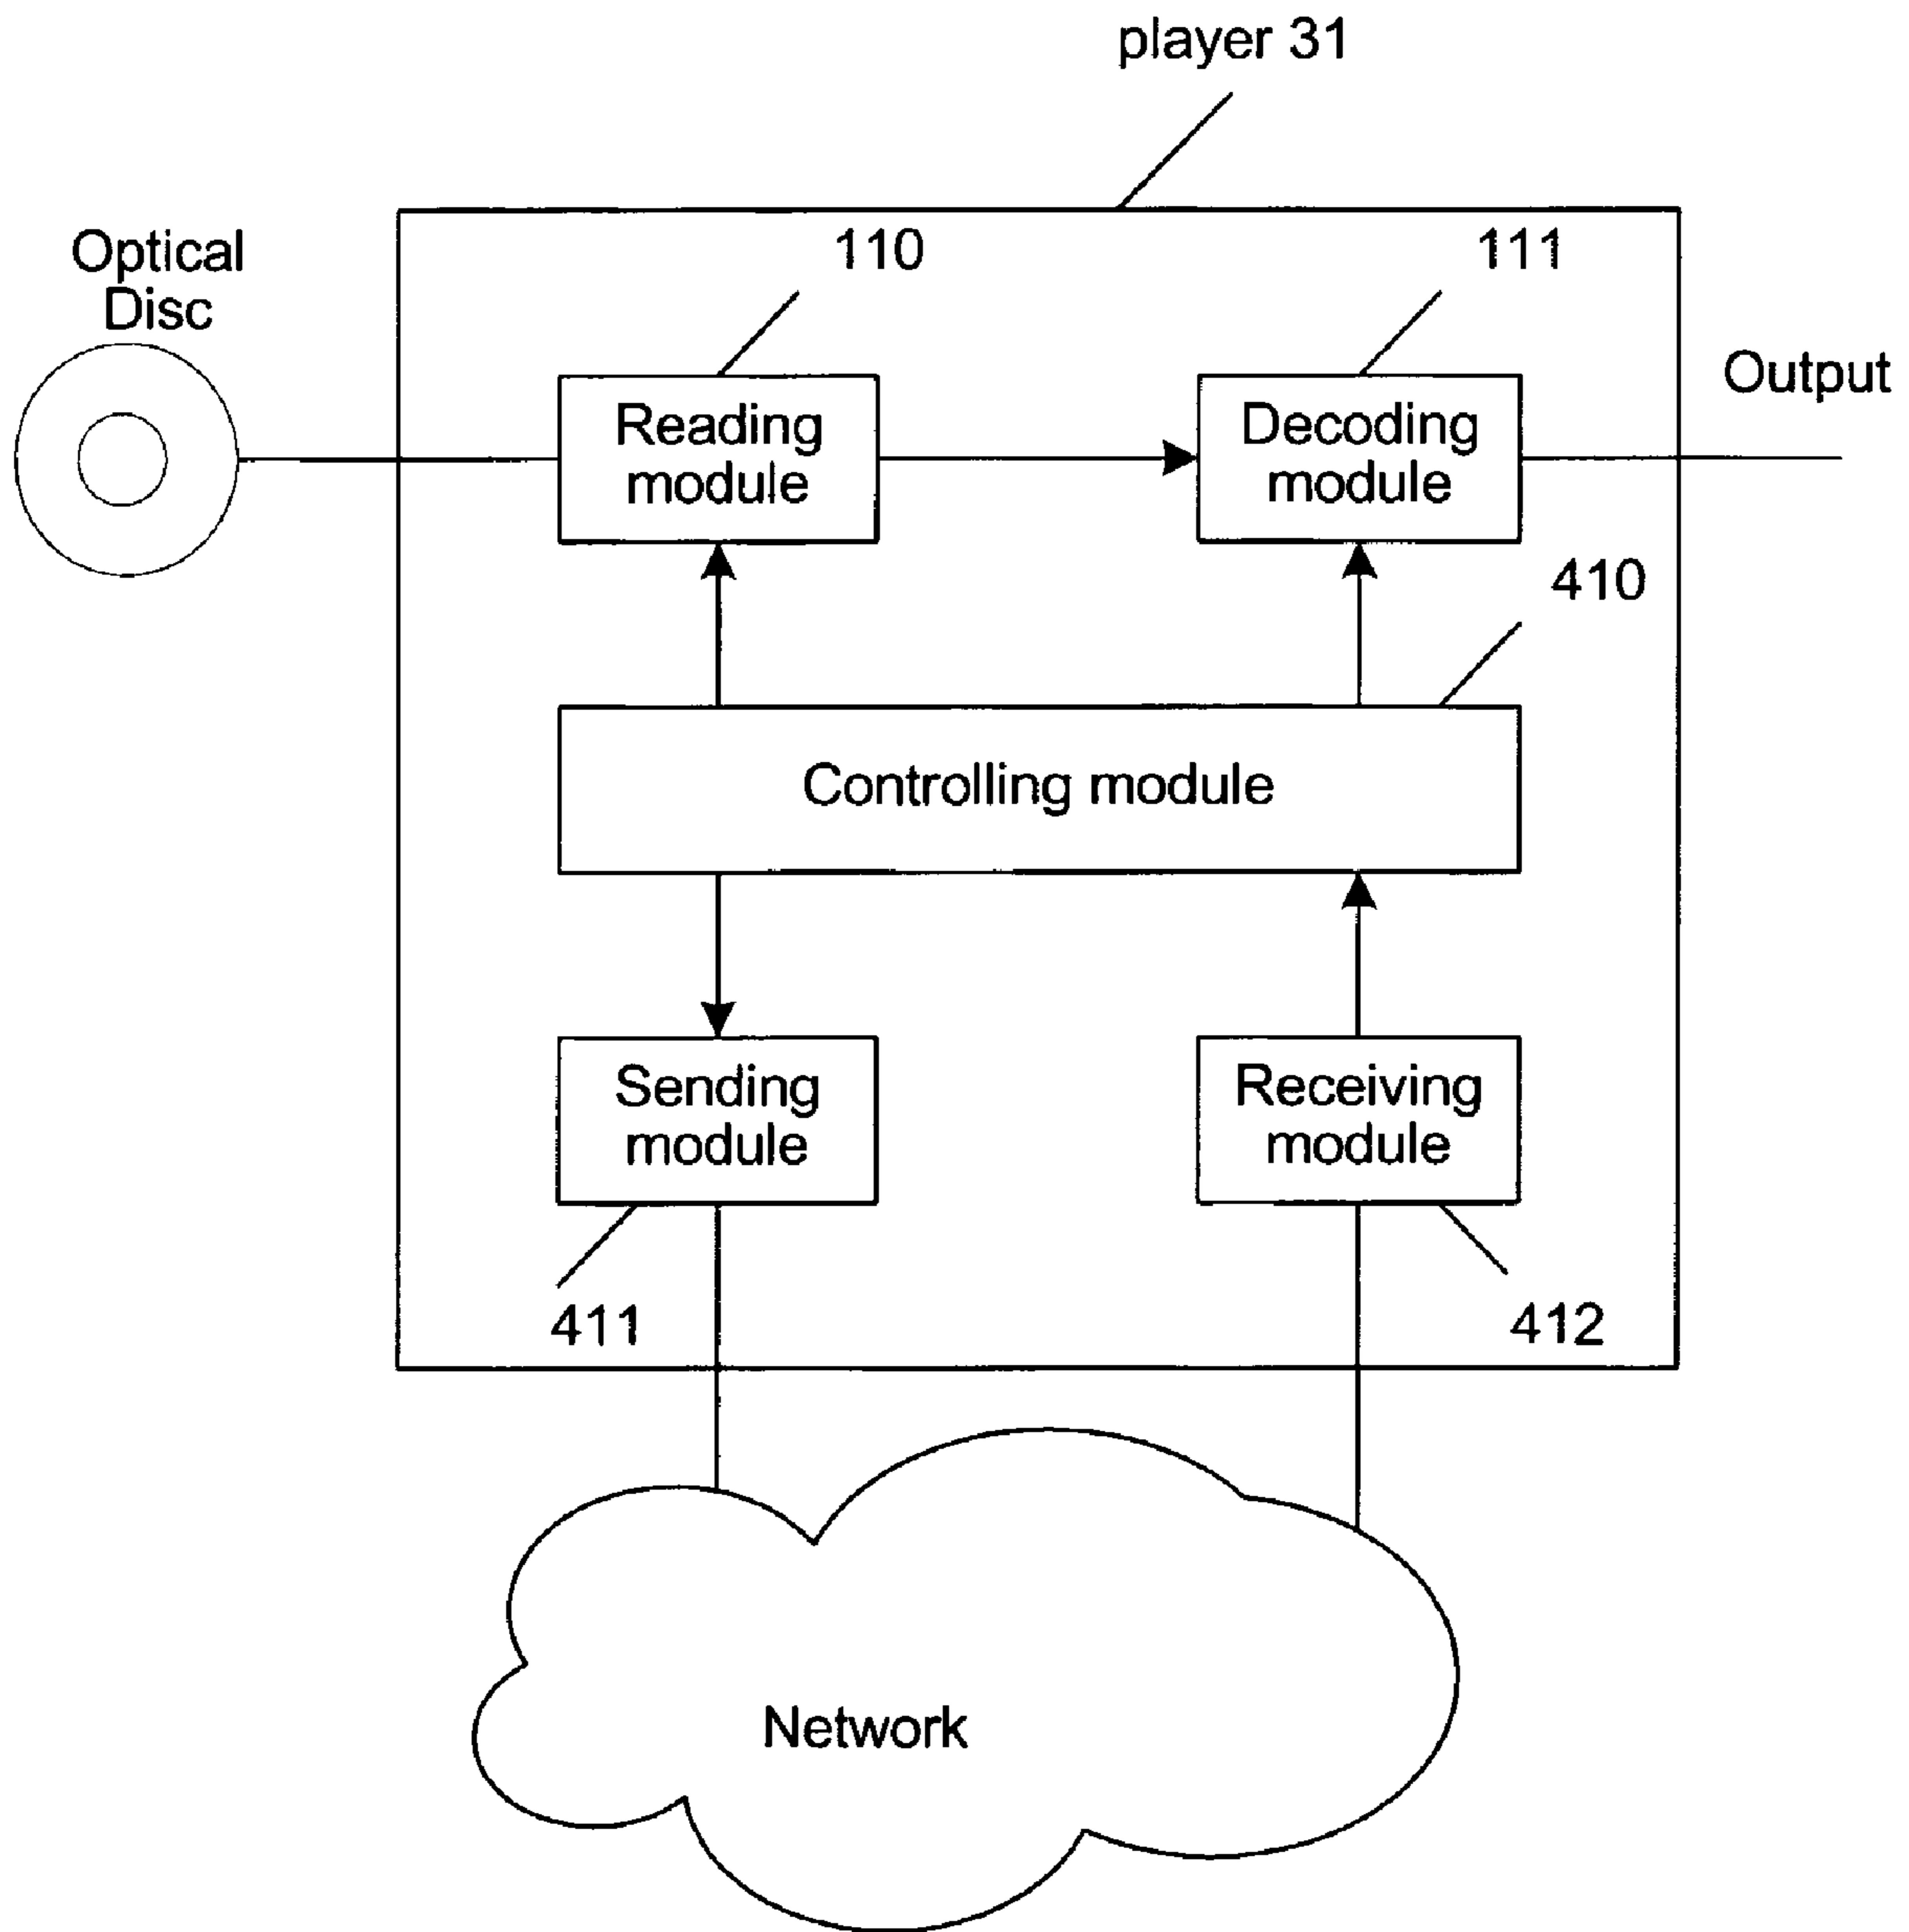 player 31
110
111
Optical
Disc
Output
Reading
module
Decoding
module
410
Controlling module
Sending
module
Receiving
module
411
412
Network